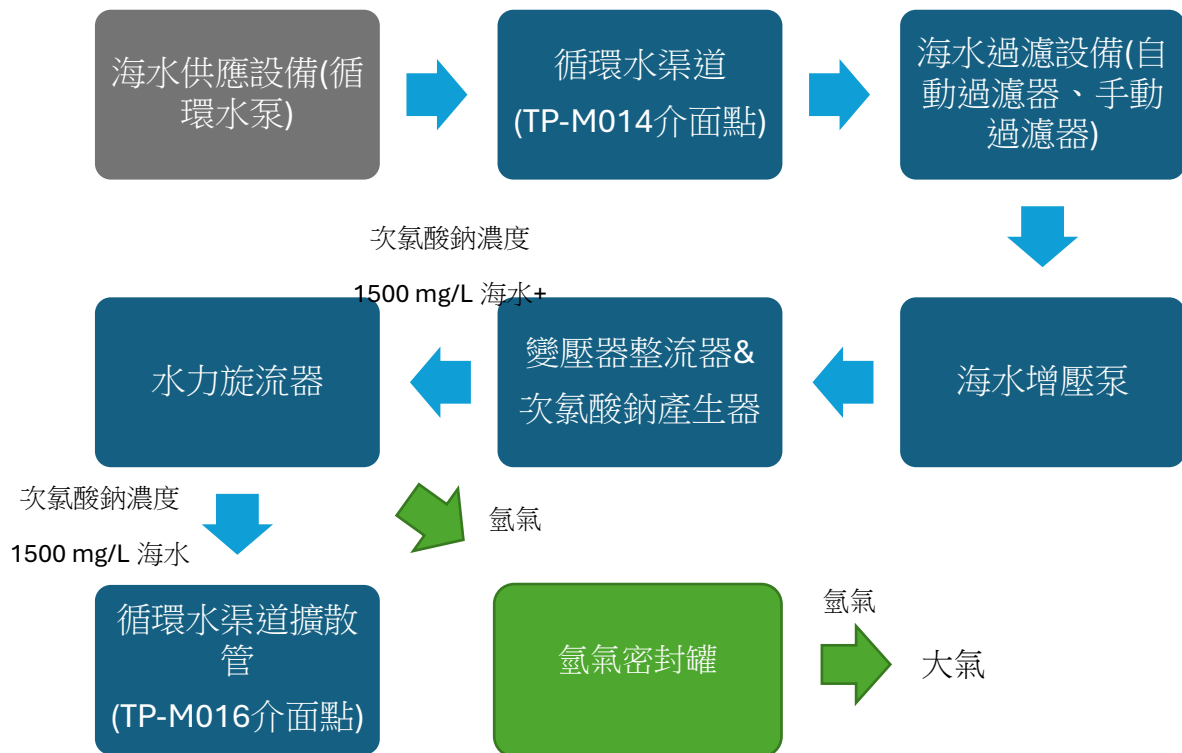 海水供應設備(循
環水泵)
循環水渠道
(TP-M014介面點)
海水過濾設備(自
動過濾器、手動
過濾器)
次氯酸鈉濃度
1500 mg/L 海水+
水力旋流器
變壓器整流器&
次氯酸鈉產生器
海水增壓泵
次氯酸鈉濃度
1500 mg/L 海水
氫氣
循環水渠道擴散
管
(TP-M016介面點)
氫氣密封罐
氫氣
大氣